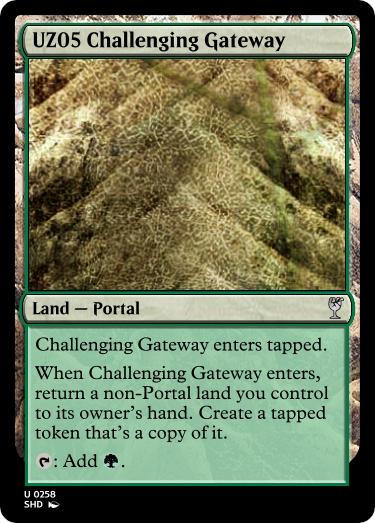 UZ05 Challenging Gateway
Land — Portal
Challenging Gateway enters tapped.
When Challenging Gateway enters,
return a non-Portal land you control
to its owner's hand. Create a tapped
token that's a copy of it.
: Add .
U 0258
SHD